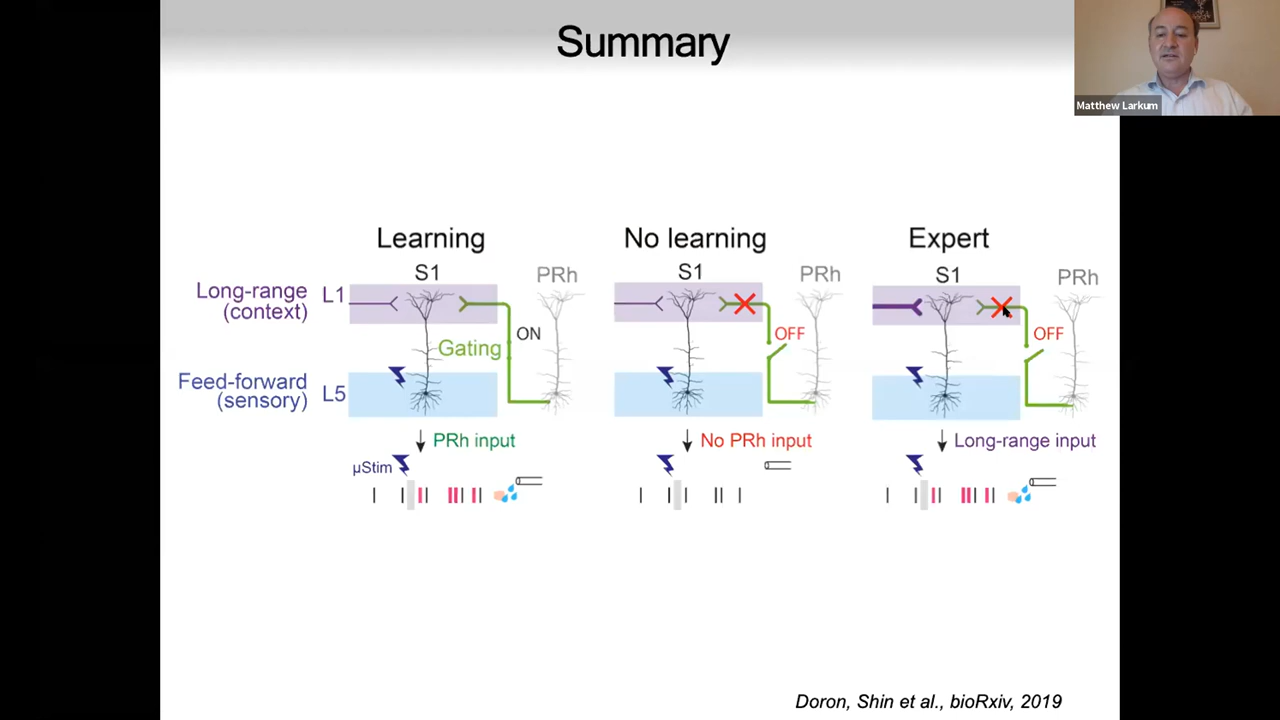 Summary
Matthew Larkum
Learning
No learning
Expert
S1
PRh
S1
PRh
S1
PRh
Long-range
(context)
L1
ON
Gating
OFF
OFF
Feed-forward
(sensory)
L5
PRh input
No PRh input
Long-range input
µStim
Doron, Shin et al., bioRxiv, 2019